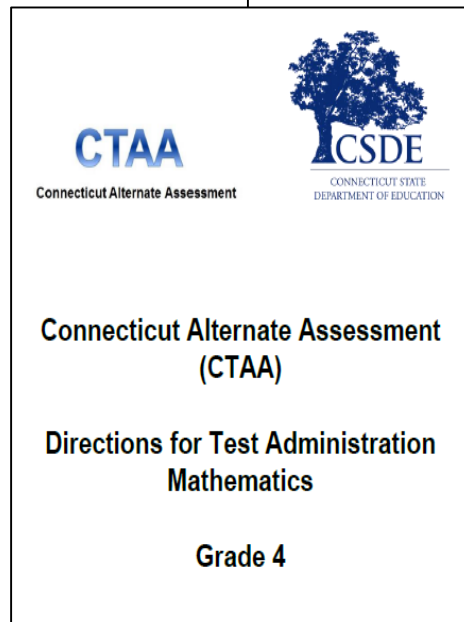 CTAA
Connecticut Alternate Assessment
CSDE
CONNECTICUT STATE
DEPARTMENT OF EDUCATION
Connecticut Alternate Assessment
(CTAA)
Directions for Test Administration
Mathematics
Grade 4